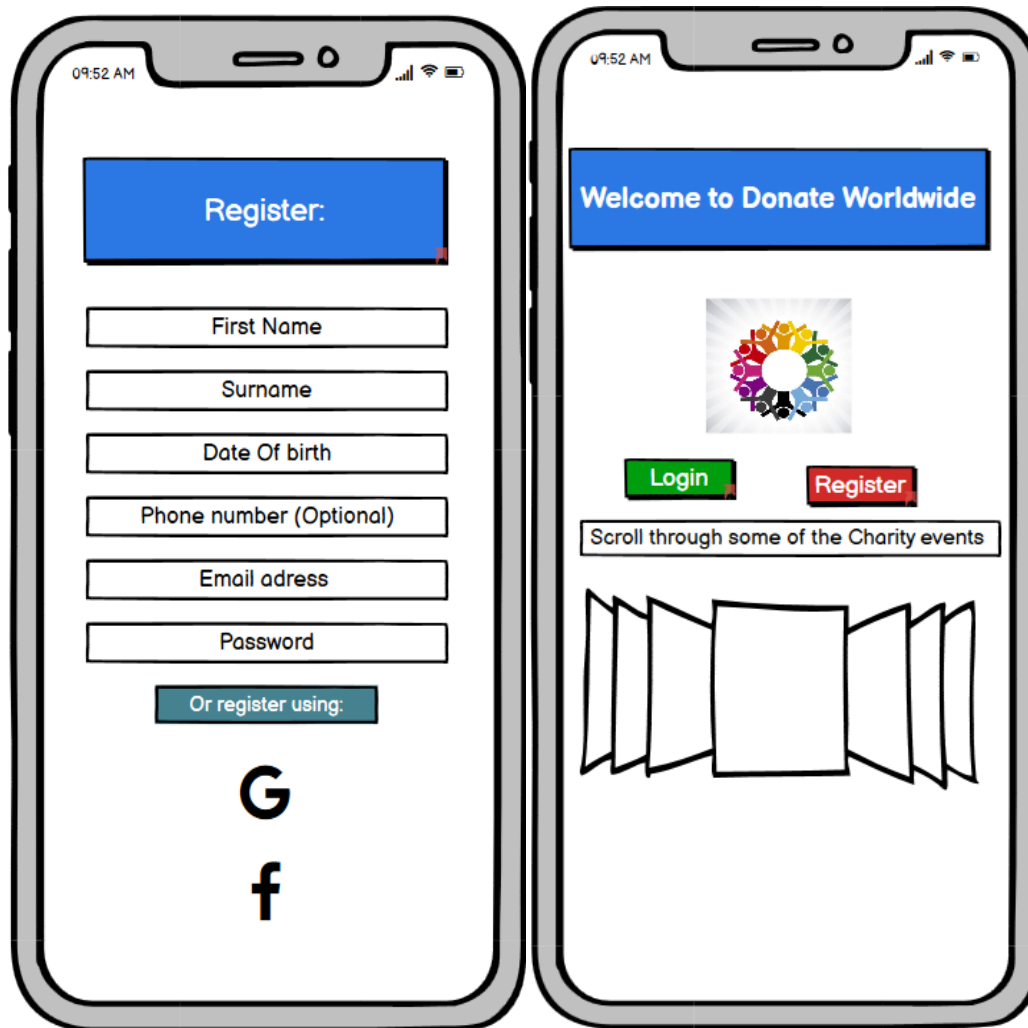 09:52 AM
Register:
First Name
Surname
Date Of birth
Phone number (Optional)
Email adress
Password
Or register using:
G
f
09:52 AM
Welcome to Donate Worldwide
Login
Register
Scroll through some of the Charity events